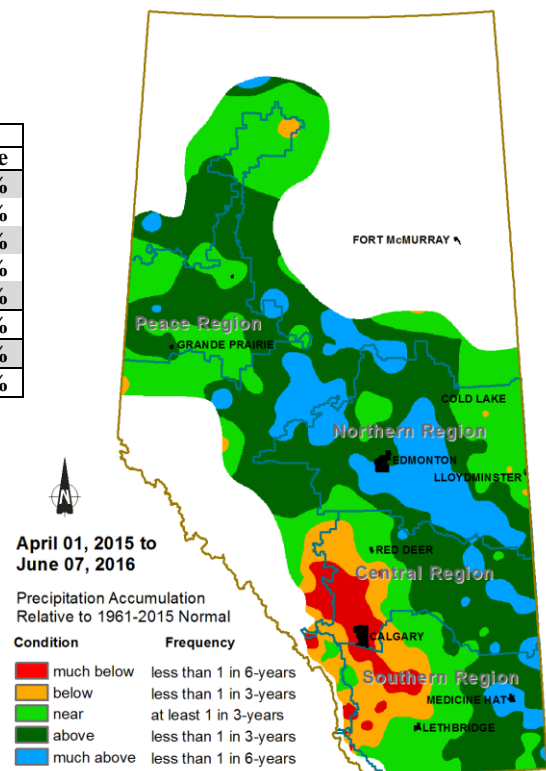 e
%
%
%
%
%
%
%
%
FORT McMURRAY
Peace Region
GRANDE PRAIRIE
COLD LAKE
Northern Region
EDMONTON
LLOYDMINSTER
N
April 01, 2015 to
June 07, 2016
RED DEER
Central Region
Precipitation Accumulation
Relative to 1961-2015 Normal
CALGARY
Condition Frequency
much below less than 1 in 6-years
below less than 1 in 3-years
near at least 1 in 3-years
above less than 1 in 3-years
much above less than 1 in 6-years
Southern Region
MEDICINE HAT
LETHBRIDGE